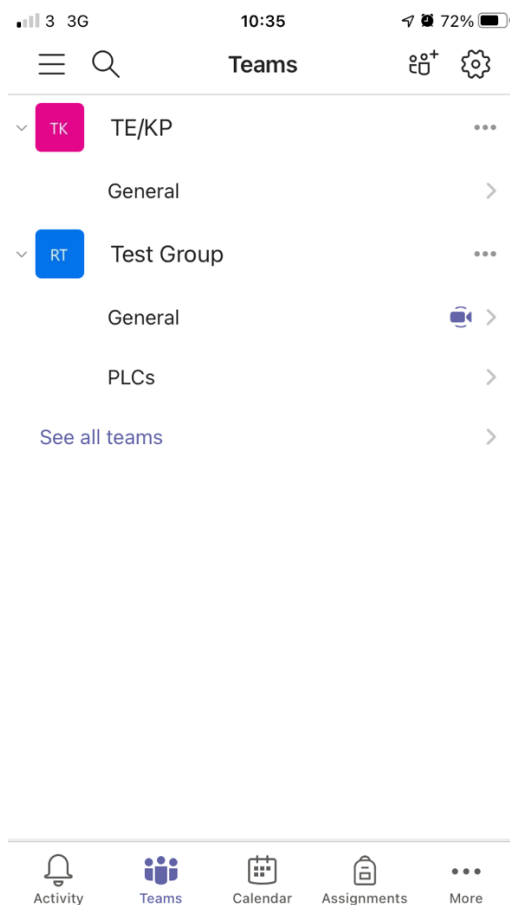 3 3G 10:35 72%
Teams
TK TE/KP
General
RT Test Group
General
PLCs
See all teams
Activity Teams Calendar Assignments More